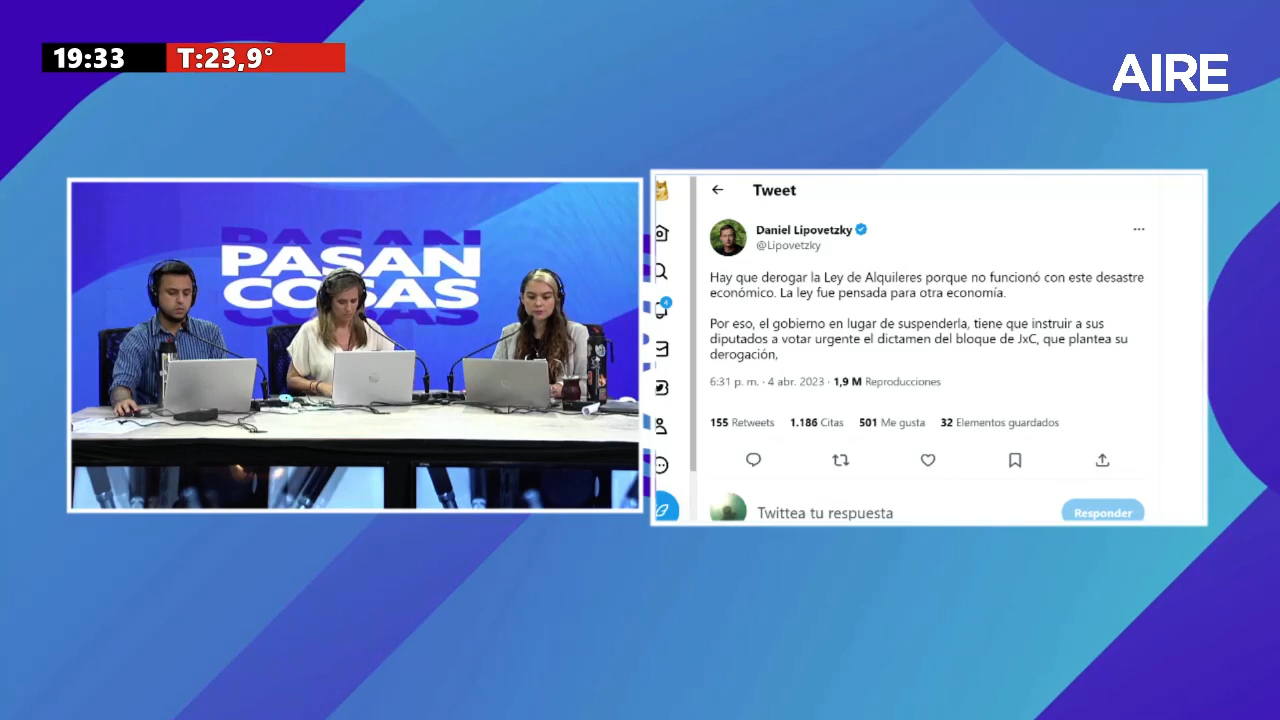 19:33 T:23,9°
AIRE
PASAN
PASAN
COSAS
COSAS
Tweet
Daniel Lipovetzky
@Lipovetzky
Hay que derogar la Ley de Alquileres porque no funcionó con este desastre
económico. La ley fue pensada para otra economía.
Por eso, el gobierno en lugar de suspenderla, tiene que instruir a sus
diputados a votar urgente el dictamen del bloque de JxC, que plantea su
derogación,
6:31 p. m. · 4 abr. 2023 · 1,9 M Reproducciones
155 Retweets 1.186 Citas 501 Me gusta 32 Elementos guardados
4
Twittea tu respuesta
Responder